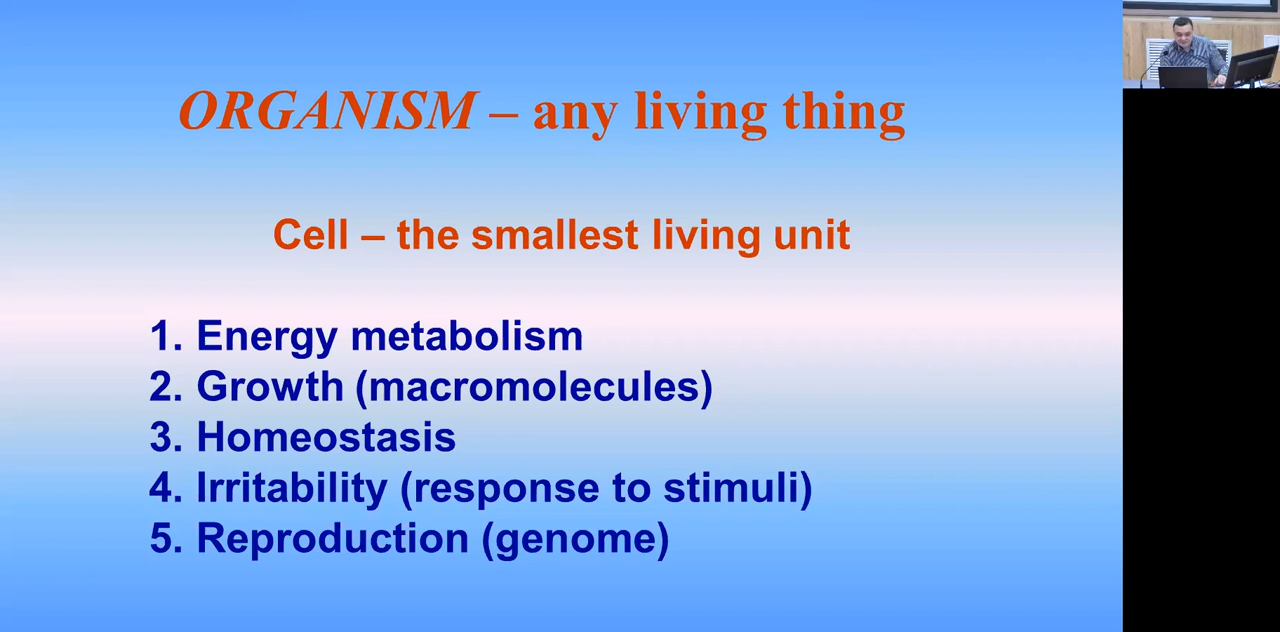 ORGANISM – any living thing
Cell – the smallest living unit
1. Energy metabolism
2. Growth (macromolecules)
3. Homeostasis
4. Irritability (response to stimuli)
5. Reproduction (genome)